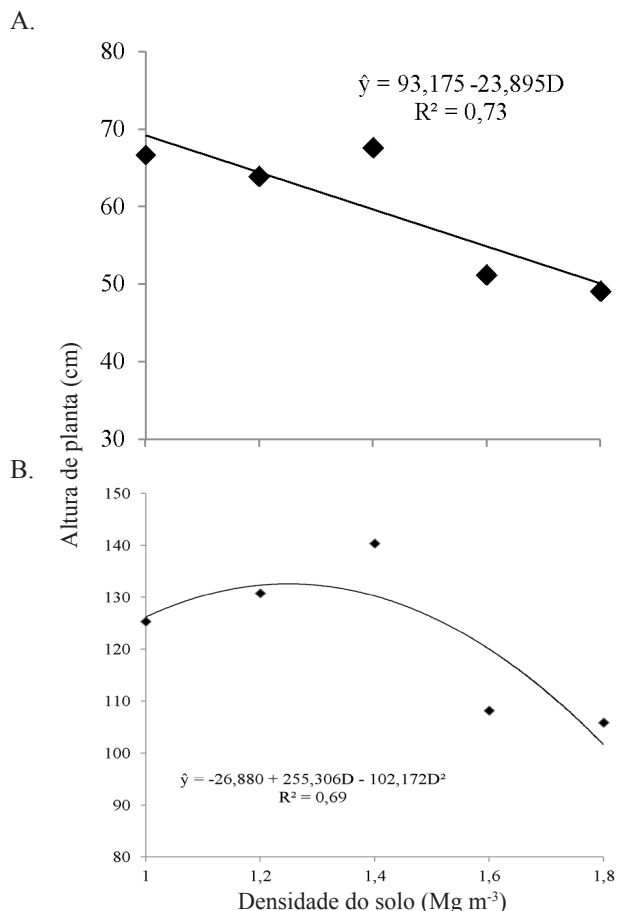 A.
80
ŷ = 93,175 -23,895D
R² = 0,73
70
60
50
40
30
Altura de planta (cm)
B.
150
140
130
120
110
100
ŷ = -26,880 + 255,306D - 102,172D²
R² = 0,69
90
80
1
1,2
1,4
1,6
1,8
Densidade do solo (Mg m⁻³)